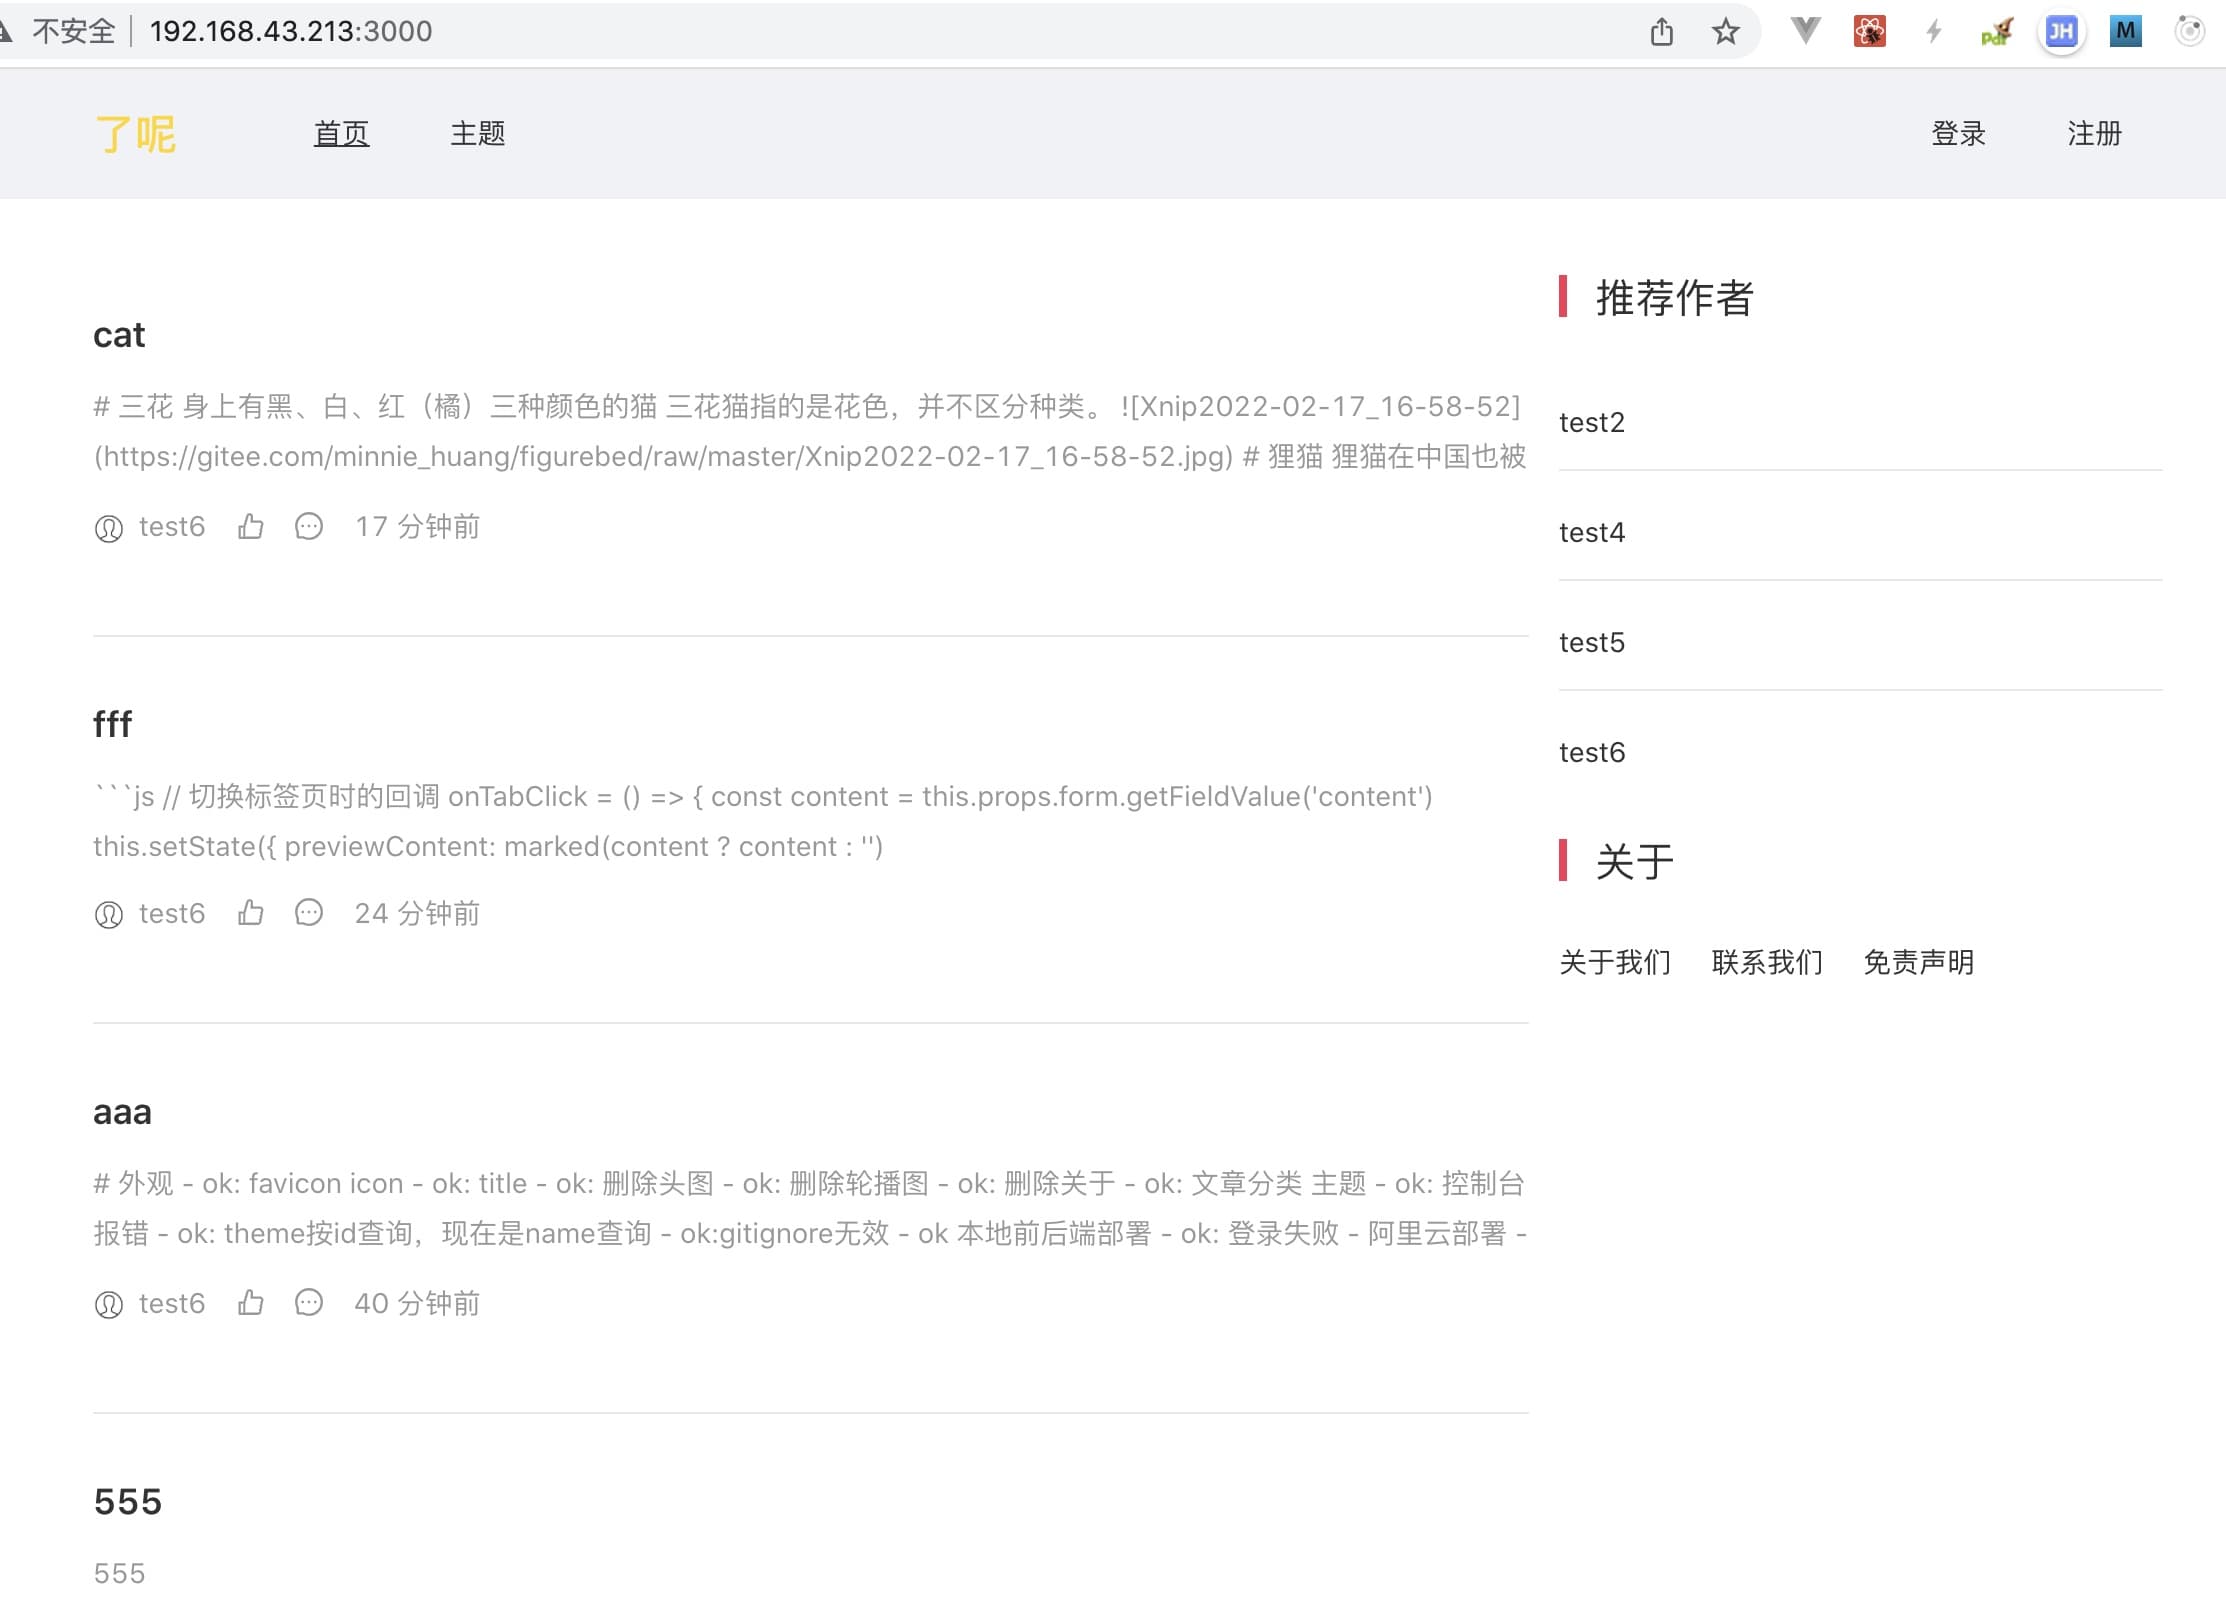 不安全 192.168.43.213:3000
JH
M
pdf
了呢 首页 主题 登录 注册
cat
# 三花 身上有黑、白、红（橘）三种颜色的猫 三花猫指的是花色，并不区分种类。 ![Xnip2022-02-17_16-58-52]
(https://gitee.com/minnie_huang/figurebed/raw/master/Xnip2022-02-17_16-58-52.jpg) # 狸猫 狸猫在中国也被
test6 17 分钟前
fff
```js // 切换标签页时的回调 onTabClick = () => { const content = this.props.form.getFieldValue('content')
this.setState({ previewContent: marked(content ? content : '')
test6 24 分钟前
aaa
# 外观 - ok: favicon icon - ok: title - ok: 删除头图 - ok: 删除轮播图 - ok: 删除关于 - ok: 文章分类 主题 - ok: 控制台
报错 - ok: theme按id查询，现在是name查询 - ok:gitignore无效 - ok 本地前后端部署 - ok: 登录失败 - 阿里云部署 -
test6 40 分钟前
555
555
推荐作者
test2
test4
test5
test6
关于
关于我们 联系我们 免责声明